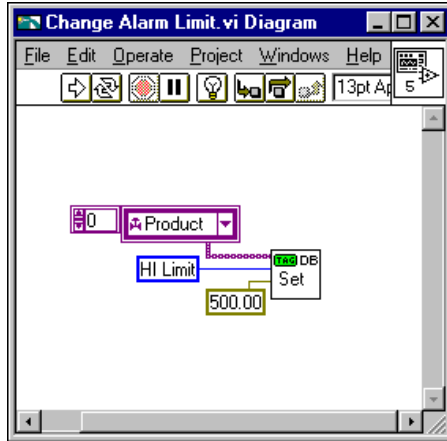 Change Alarm Limit.vi Diagram
File Edit Operate Project Windows Help
13pt Ap
5
0 Product
TAG DB
HI Limit Set
500.00